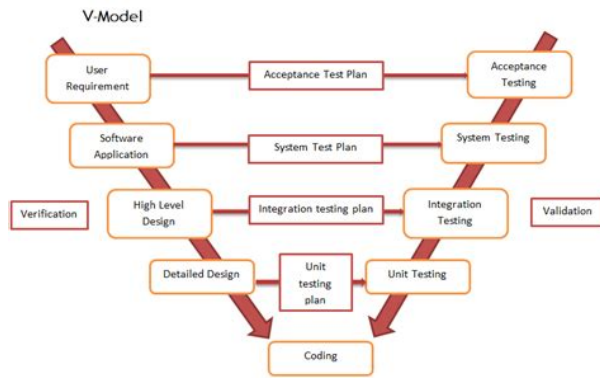 V-Model
User
Requirement
Acceptance Test Plan
Acceptance
Testing
Software
Application
System Test Plan
System Testing
Verification
High Level
Design
Integration testing plan
Integration
Testing
Validation
Detailed Design
Unit
testing
plan
Unit Testing
Coding